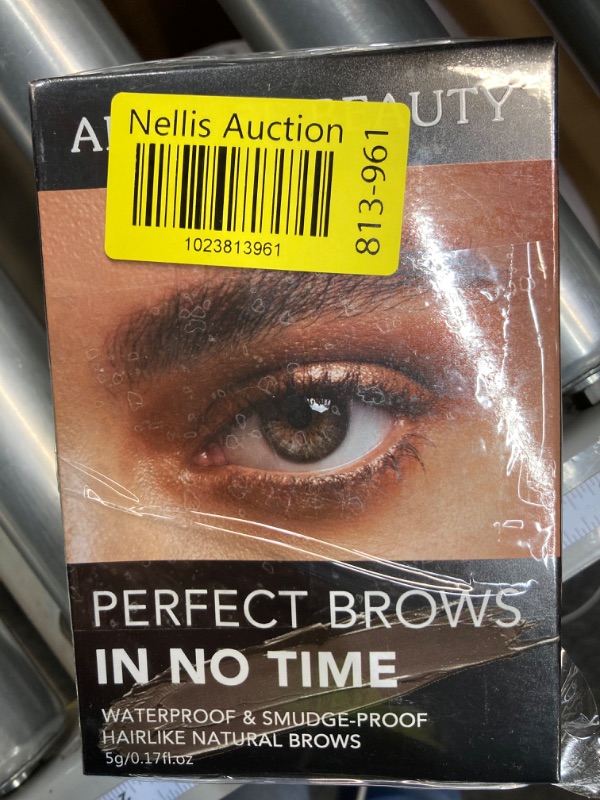 BEAUTY
Nellis Auction
1023813961
813-961
PERFECT BROWS
IN NO TIME
WATERPROOF & SMUDGE-PROOF
HAIRLIKE NATURAL BROWS
5g/0.17fl.oz